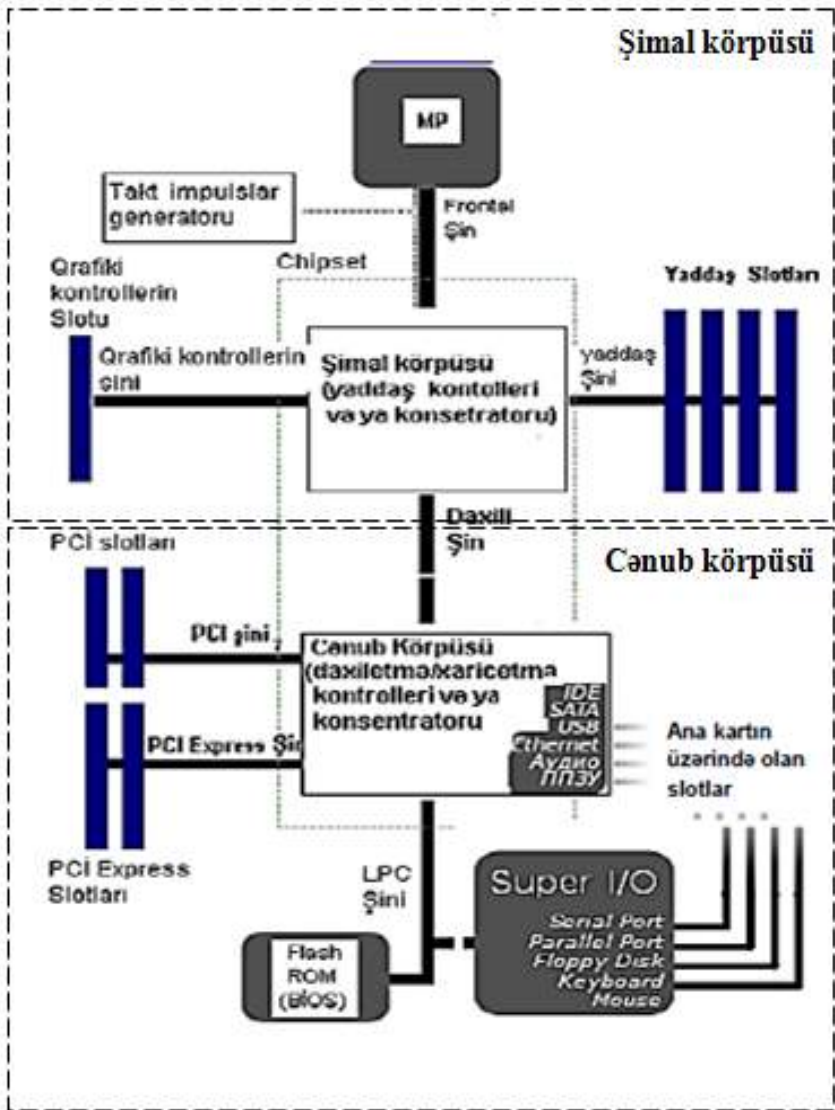 Şimal körpüsü
MP
Takt impulslar
generatoru
Frontal
Şin
Chipset
Qrafiki
kontrollerin
Slotu
Yaddaş Slotları
Qrafiki kontrollerin
şini
Şimal körpüsü
(yaddaş kontolleri
və ya konsetratoru)
yaddaş
Şini
Daxili
Şin
PCİ slotları
Cənub körpüsü
PCI şini
Cənub Körpüsü
(daxiletmə/xaricetmə
kontrolleri və ya
konsentratoru
IDE
SATA
USB
Ethernet
Аудио
ППЗУ
PCI Express Şin
Ana kartın
üzərində olan
slotlar
PCİ Express
Slotları
LPC
Şini
Super I/O
Serial Port
Parallel Port
Floppy Disk
Keyboard
Mouse
Flash
ROM
(BİOS)